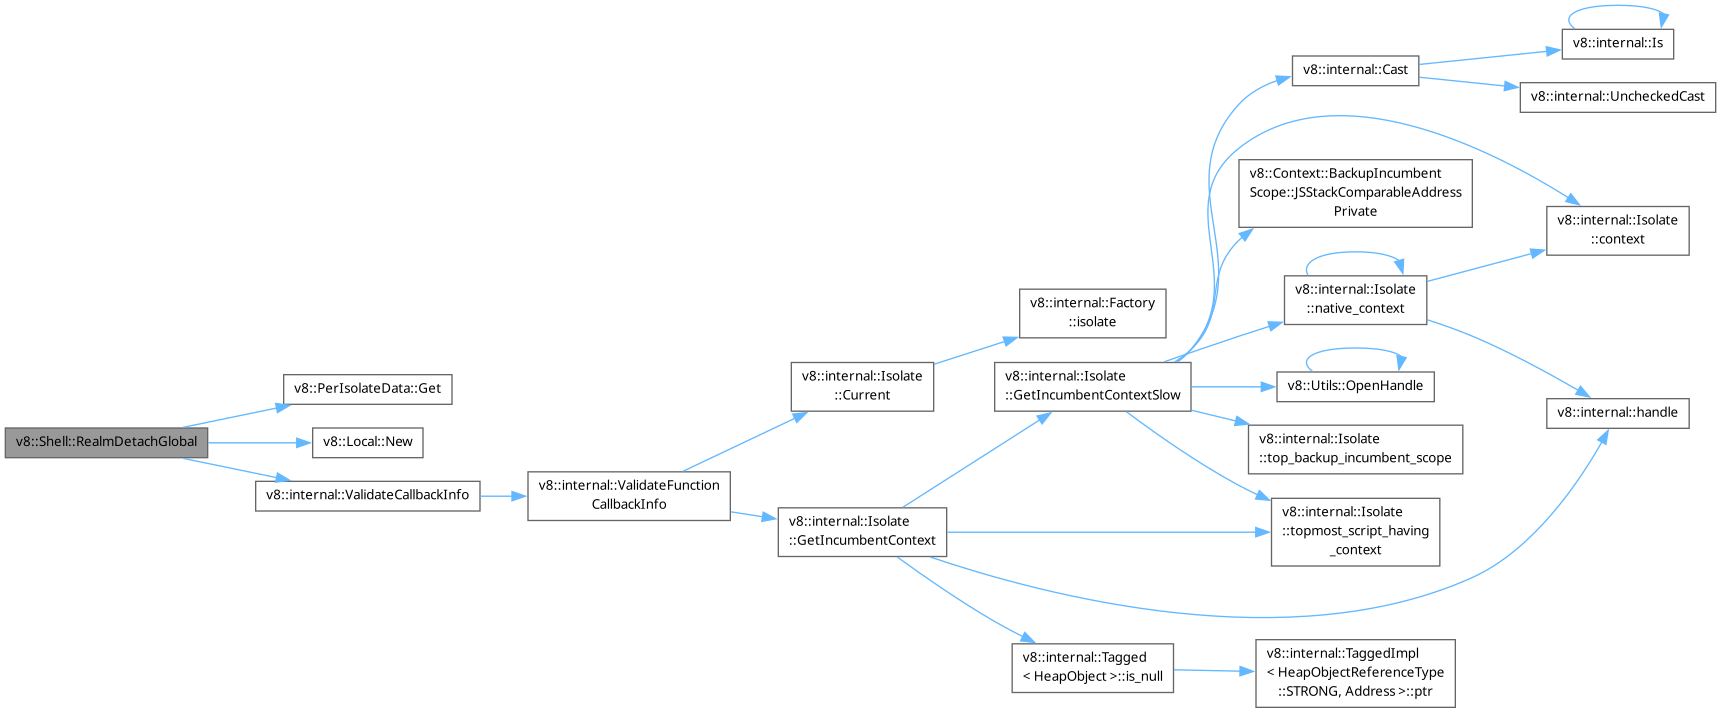 v8::Shell::RealmDetachGlobal
v8::PerIsolateData::Get
v8::Local::New
v8::internal::ValidateCallbackInfo
v8::internal::ValidateFunction
CallbackInfo
v8::internal::Isolate
::Current
v8::internal::Factory
::isolate
v8::internal::Isolate
::GetIncumbentContext
v8::internal::Isolate
::GetIncumbentContextSlow
v8::internal::Cast
v8::internal::Is
v8::internal::UncheckedCast
v8::Context::BackupIncumbent
Scope::JSStackComparableAddress
Private
v8::internal::Isolate
::context
v8::internal::Isolate
::native_context
v8::internal::handle
v8::Utils::OpenHandle
v8::internal::Isolate
::top_backup_incumbent_scope
v8::internal::Isolate
::topmost_script_having
_context
v8::internal::Tagged
< HeapObject >::is_null
v8::internal::TaggedImpl
< HeapObjectReferenceType
::STRONG, Address >::ptr